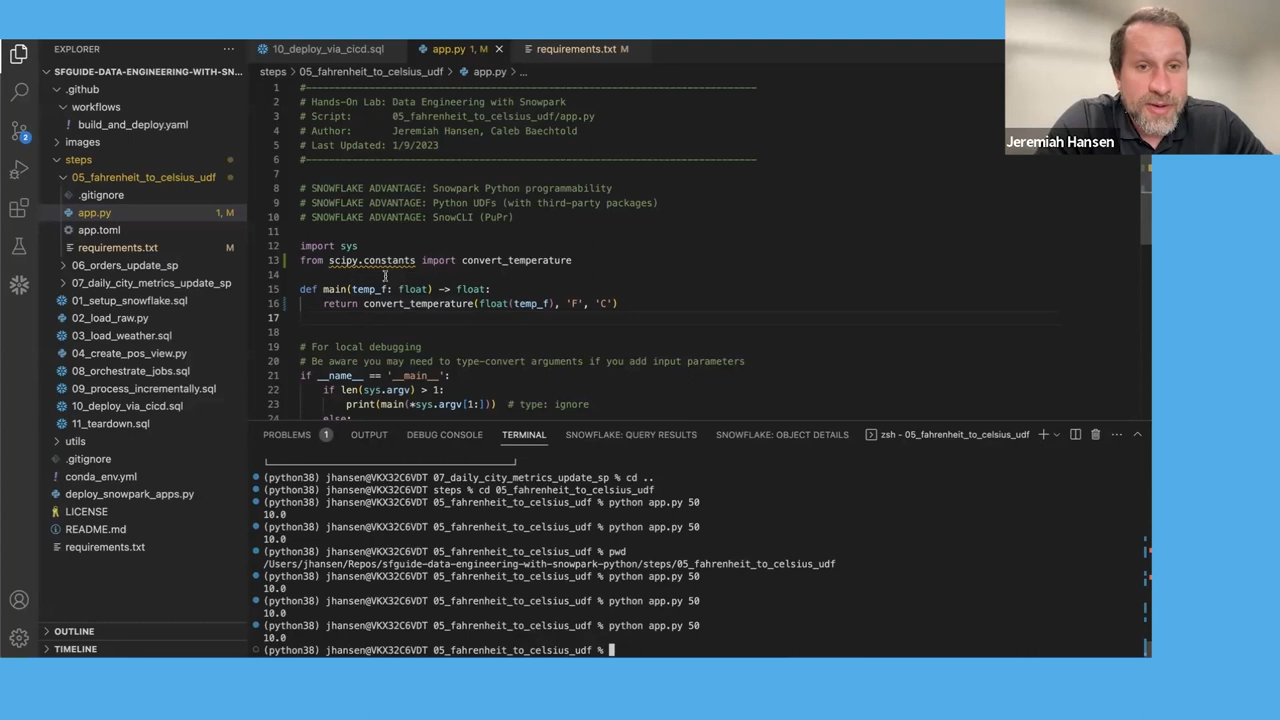 EXPLORER
10_deploy_via_cicd.sql
app.py 1, M
requirements.txt M
SFGUIDE-DATA-ENGINEERING-WITH-SN...
.github
workflows
build_and_deploy.yaml
images
steps
05_fahrenheit_to_celsius_udf
.gitignore
app.py 1, M
app.toml
requirements.txt M
06_orders_update_sp
07_daily_city_metrics_update_sp
01_setup_snowflake.sql
02_load_raw.py
03_load_weather.sql
04_create_pos_view.py
08_orchestrate_jobs.sql
09_process_incrementally.sql
10_deploy_via_cicd.sql
11_teardown.sql
utils
.gitignore
conda_env.yml
deploy_snowpark_apps.py
LICENSE
README.md
requirements.txt
OUTLINE
TIMELINE
2
steps > 05_fahrenheit_to_celsius_udf > app.py > ...
1 #------------------------------------------------------------------------------
2 # Hands-On Lab: Data Engineering with Snowpark
3 # Script:       05_fahrenheit_to_celsius_udf/app.py
4 # Author:       Jeremiah Hansen, Caleb Baechtold
5 # Last Updated: 1/9/2023
6 #------------------------------------------------------------------------------
7
8 # SNOWFLAKE ADVANTAGE: Snowpark Python programmability
9 # SNOWFLAKE ADVANTAGE: Python UDFs (with third-party packages)
10 # SNOWFLAKE ADVANTAGE: SnowCLI (PuPr)
11
12 import sys
13 from scipy.constants import convert_temperature
14
15 def main(temp_f: float) -> float:
16     return convert_temperature(float(temp_f), 'F', 'C')
17
18
19 # For local debugging
20 # Be aware you may need to type-convert arguments if you add input parameters
21 if __name__ == '__main__':
22     if len(sys.argv) > 1:
23         print(main(*sys.argv[1:]))  # type: ignore
24     else:
Jeremiah Hansen
PROBLEMS 1 OUTPUT DEBUG CONSOLE TERMINAL SNOWFLAKE: QUERY RESULTS SNOWFLAKE: OBJECT DETAILS zsh - 05_fahrenheit_to_celsius_udf
(python38) jhansen@VKX32C6VDT 07_daily_city_metrics_update_sp % cd ..
(python38) jhansen@VKX32C6VDT steps % cd 05_fahrenheit_to_celsius_udf
(python38) jhansen@VKX32C6VDT 05_fahrenheit_to_celsius_udf % python app.py 50
10.0
(python38) jhansen@VKX32C6VDT 05_fahrenheit_to_celsius_udf % python app.py 50
10.0
(python38) jhansen@VKX32C6VDT 05_fahrenheit_to_celsius_udf % pwd
/Users/jhansen/Repos/sfguide-data-engineering-with-snowpark-python/steps/05_fahrenheit_to_celsius_udf
(python38) jhansen@VKX32C6VDT 05_fahrenheit_to_celsius_udf % python app.py 50
10.0
(python38) jhansen@VKX32C6VDT 05_fahrenheit_to_celsius_udf % python app.py 50
10.0
(python38) jhansen@VKX32C6VDT 05_fahrenheit_to_celsius_udf % python app.py 50
10.0
(python38) jhansen@VKX32C6VDT 05_fahrenheit_to_celsius_udf %